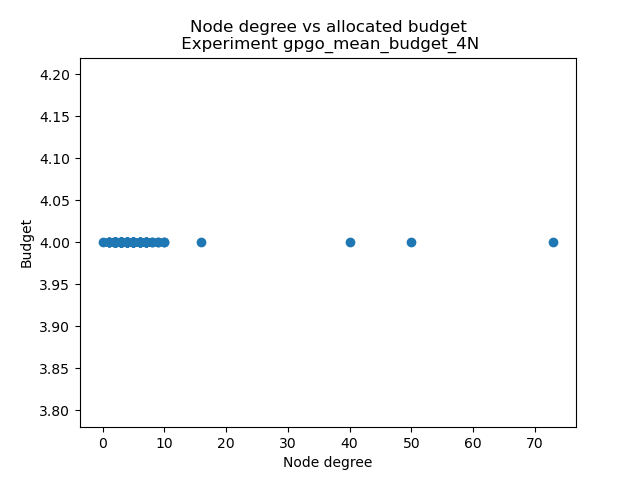 Node degree vs allocated budget
Experiment gpgo_mean_budget_4N
4.20
4.15
4.10
4.05
4.00
3.95
3.90
3.85
3.80
Budget
0 10 20 30 40 50 60 70
Node degree